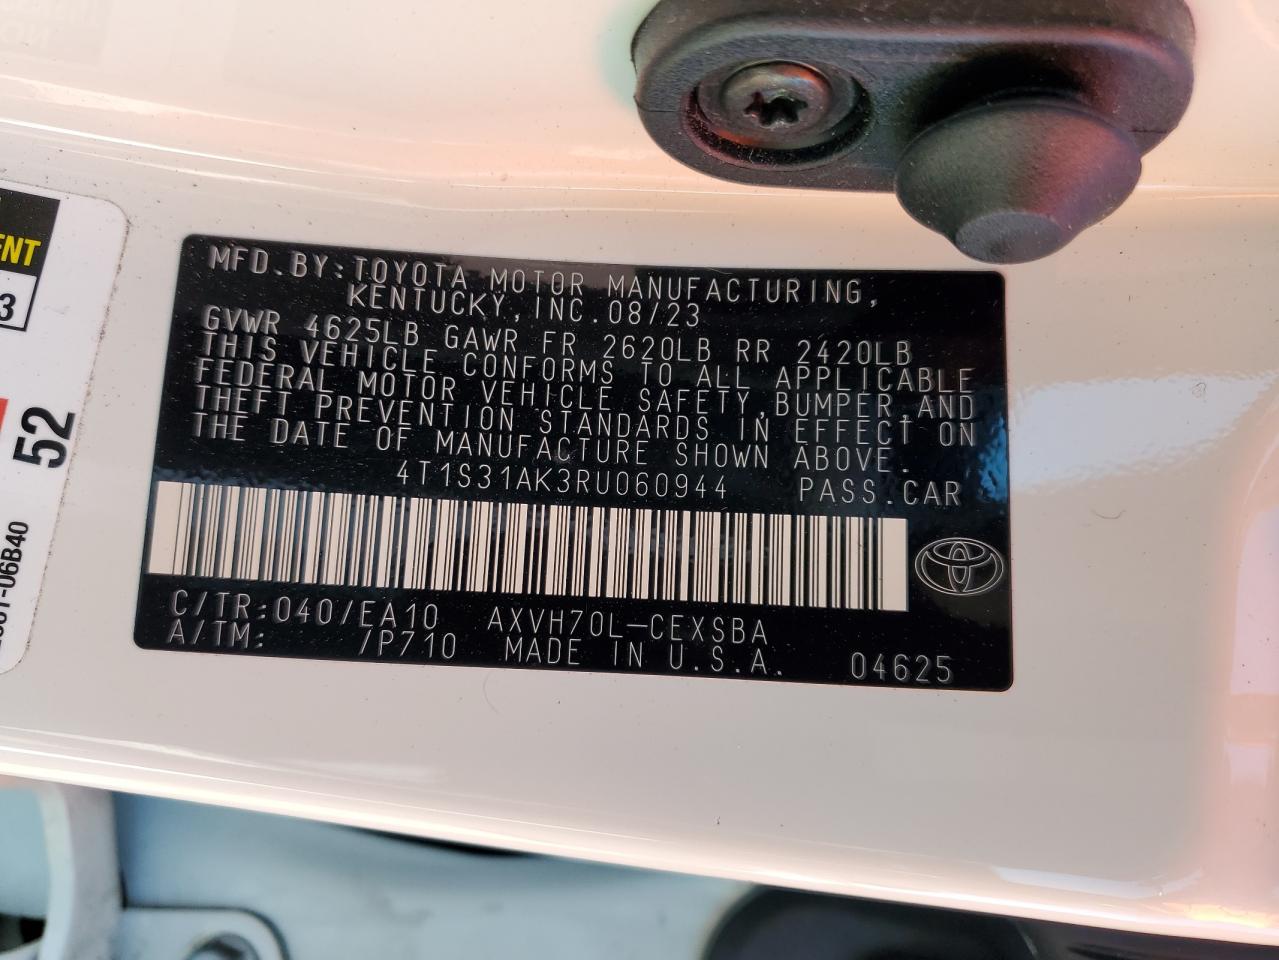 ENT
3
52
06B40
MFD.BY:TOYOTA MOTOR MANUFACTURING,
KENTUCKY,INC.08/23
GVWR 4625LB GAWR FR 2620LB RR 2420LB
THIS VEHICLE CONFORMS TO ALL APPLICABLE
FEDERAL MOTOR VEHICLE SAFETY,BUMPER,AND
THEFT PREVENTION STANDARDS IN EFFECT ON
THE DATE OF MANUFACTURE SHOWN ABOVE.
4T1S31AK3RU060944 PASS.CAR
C/TR:040/EA10 AXVH70L-CEXSBA
A/TM: /P710 MADE IN U.S.A. 04625